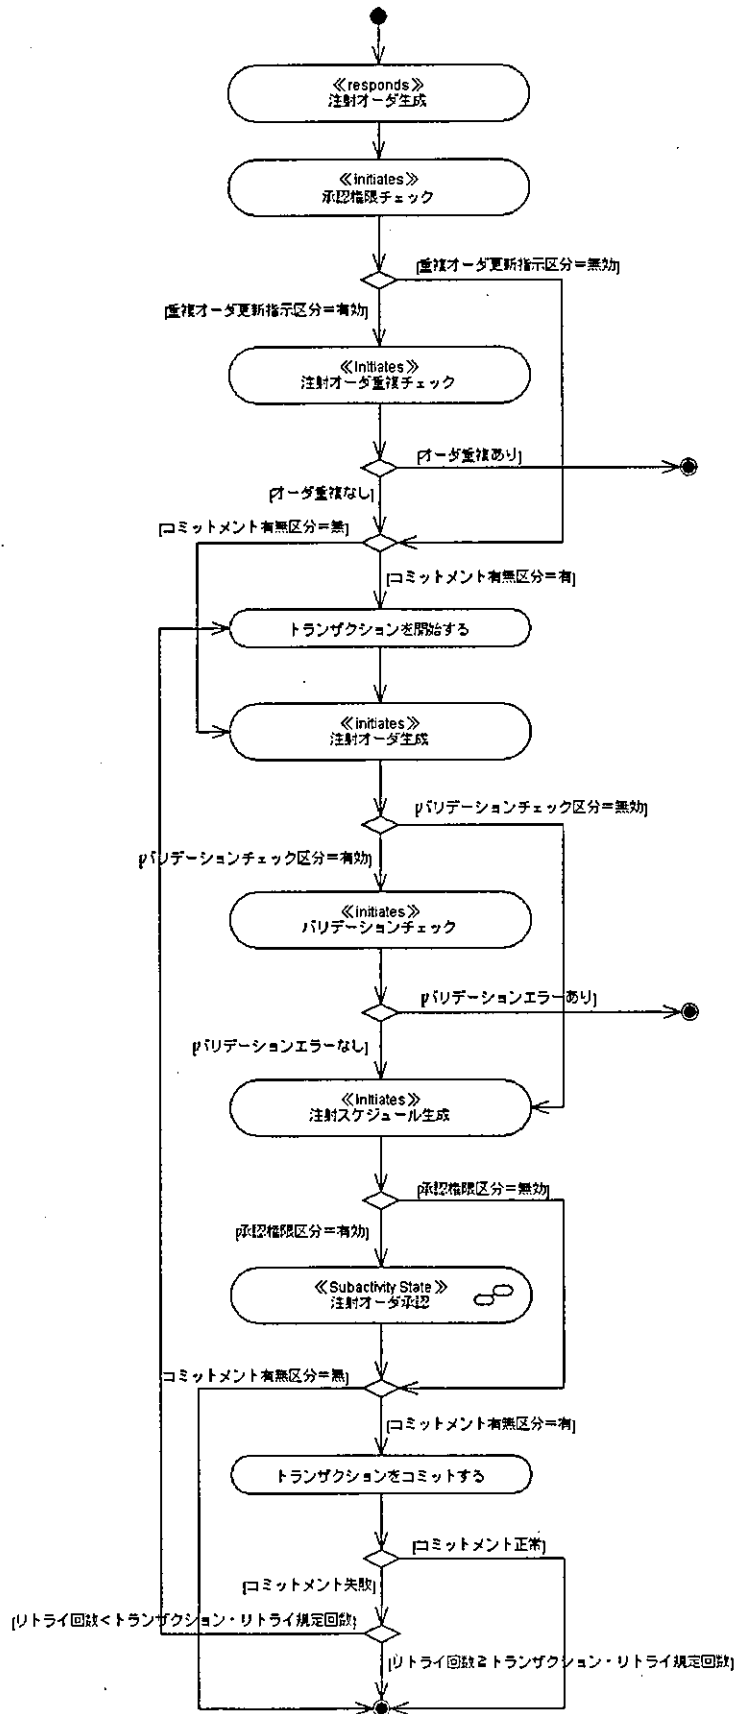 ≪responds≫
注射オーダ生成
≪initiates≫
承認権限チェック
[重複オーダ更新指示区分＝無効]
[重複オーダ更新指示区分＝有効]
≪initiates≫
注射オーダ重複チェック
[オーダ重複あり]
[オーダ重複なし]
[コミットメント有無区分＝無]
[コミットメント有無区分＝有]
トランザクションを開始する
≪initiates≫
注射オーダ生成
[バリデーションチェック区分＝無効]
[バリデーションチェック区分＝有効]
≪initiates≫
バリデーションチェック
[バリデーションエラーあり]
[バリデーションエラーなし]
≪initiates≫
注射スケジュール生成
[承認権限区分＝無効]
[承認権限区分＝有効]
≪Subactivity State≫
注射オーダ承認
コミットメント有無区分＝無]
[コミットメント有無区分＝有]
トランザクションをコミットする
[コミットメント正常]
[コミットメント失敗]
[リトライ回数＜トランザクション・リトライ規定回数]
[リトライ回数≧トランザクション・リトライ規定回数]